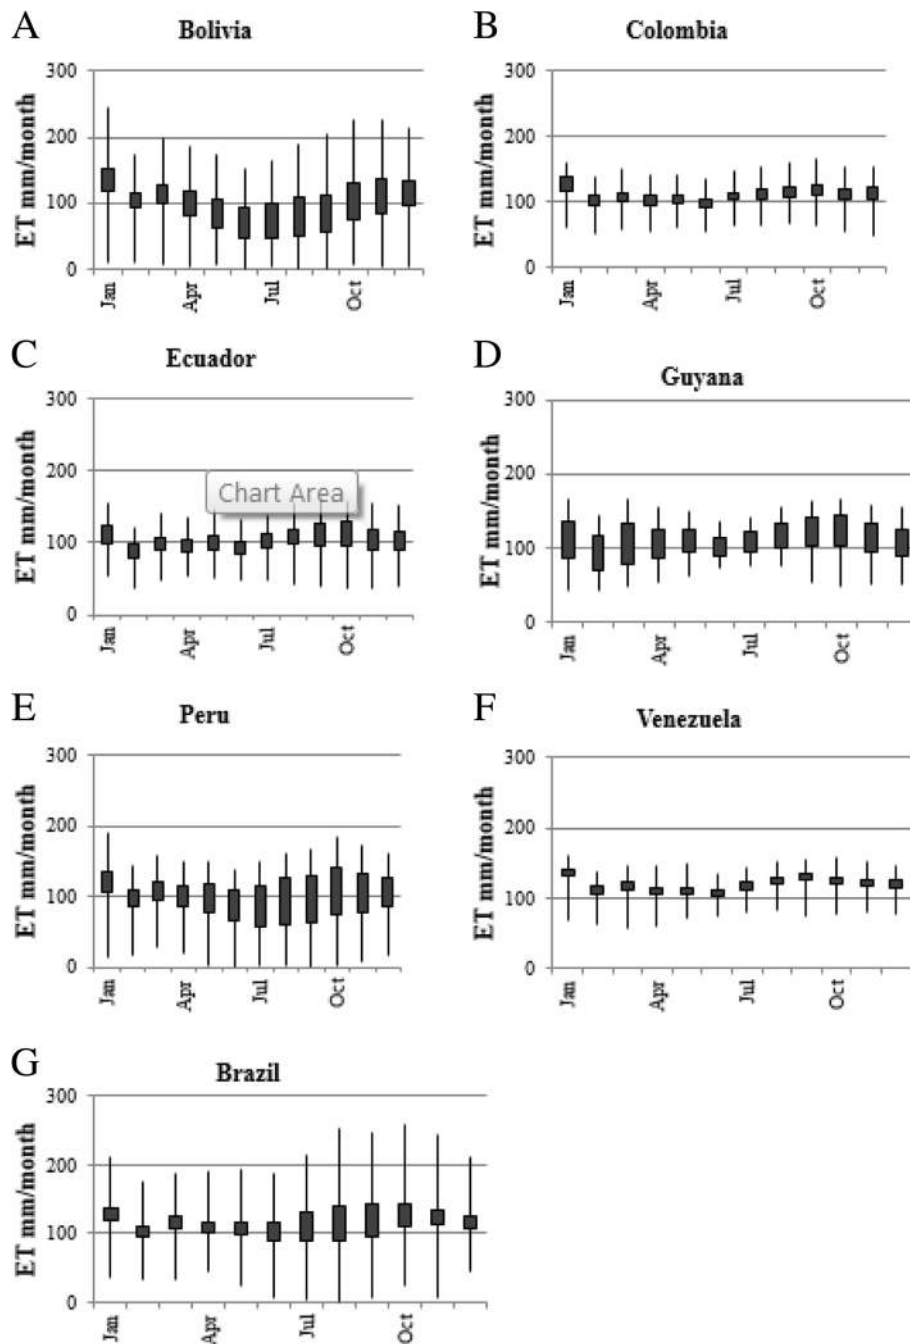 A
Bolivia
300
200
100
0
ET mm/month
Jan
Apr
Jul
Oct
B
Colombia
300
200
100
0
ET mm/month
Jan
Apr
Jul
Oct
C
Ecuador
300
200
100
0
ET mm/month
Chart Area
Jan
Apr
Jul
Oct
D
Guyana
300
200
100
0
ET mm/month
Jan
Apr
Jul
Oct
E
Peru
300
200
100
0
ET mm/month
Jan
Apr
Jul
Oct
F
Venezuela
300
200
100
0
ET mm/month
Jan
Apr
Jul
Oct
G
Brazil
300
200
100
0
ET mm/month
Jan
Apr
Jul
Oct